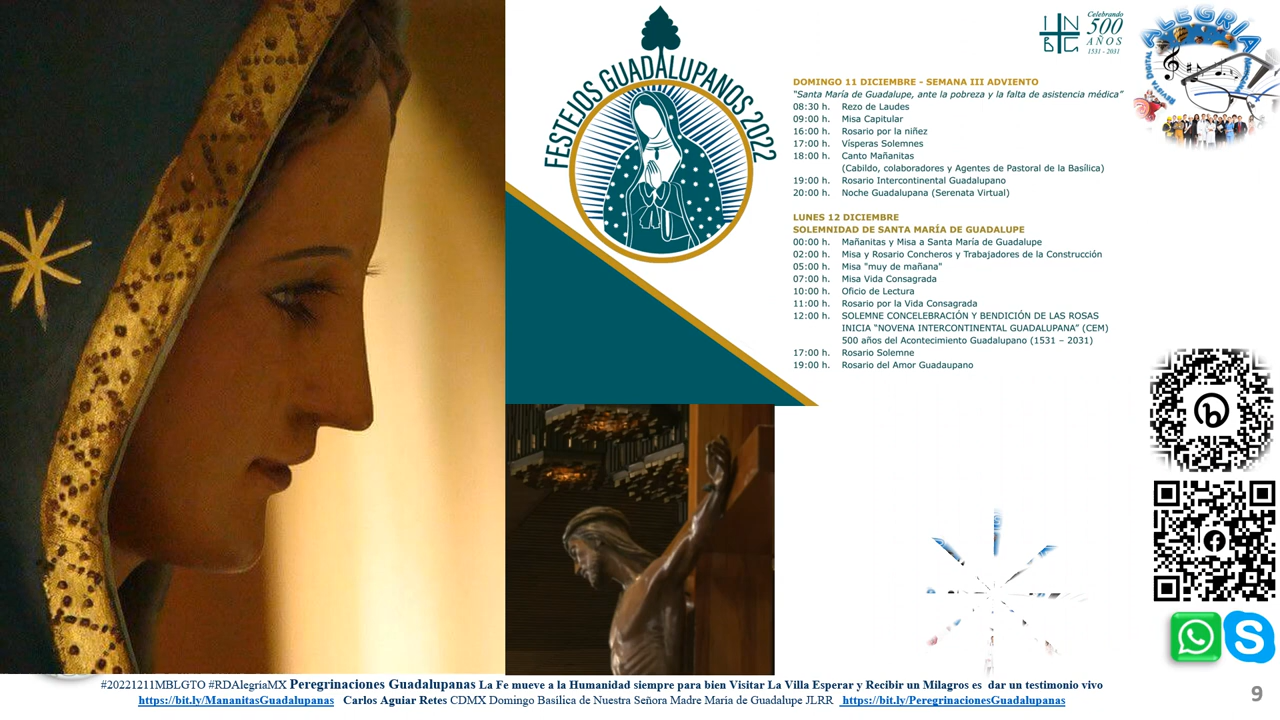 FESTEJOS GUADALUPANOS 2022
Celebrando
500
AÑOS
1531 - 2031
I N
B G
ALEGRIA
DOMINGO 11 DICIEMBRE - SEMANA III ADVIENTO
“Santa María de Guadalupe, ante la pobreza y la falta de asistencia médica”
08:30 h. Rezo de Laudes
09:00 h. Misa Capitular
16:00 h. Rosario por la niñez
17:00 h. Vísperas Solemnes
18:00 h. Canto Mañanitas
(Cabildo, colaboradores y Agentes de Pastoral de la Basílica)
19:00 h. Rosario Intercontinental Guadalupano
20:00 h. Noche Guadalupana (Serenata Virtual)
LUNES 12 DICIEMBRE
SOLEMNIDAD DE SANTA MARÍA DE GUADALUPE
00:00 h. Mañanitas y Misa a Santa María de Guadalupe
02:00 h. Misa y Rosario Concheros y Trabajadores de la Construcción
05:00 h. Misa "muy de mañana"
07:00 h. Misa Vida Consagrada
10:00 h. Oficio de Lectura
11:00 h. Rosario por la Vida Consagrada
12:00 h. SOLEMNE CONCELEBRACIÓN Y BENDICIÓN DE LAS ROSAS
INICIA “NOVENA INTERCONTINENTAL GUADALUPANA” (CEM)
500 años del Acontecimiento Guadalupano (1531 – 2031)
17:00 h. Rosario Solemne
19:00 h. Rosario del Amor Guadaupano
#20221211MBLGTO #RDAlegriaMX Peregrinaciones Guadalupanas La Fe mueve a la Humanidad siempre para bien Visitar La Villa Esperar y Recibir un Milagros es dar un testimonio vivo
https://bit.ly/MananitasGuadalupanas Carlos Aguiar Retes CDMX Domingo Basílica de Nuestra Señora Madre Maria de Guadalupe JLRR https://bit.ly/PeregrinacionesGuadalupanas
9